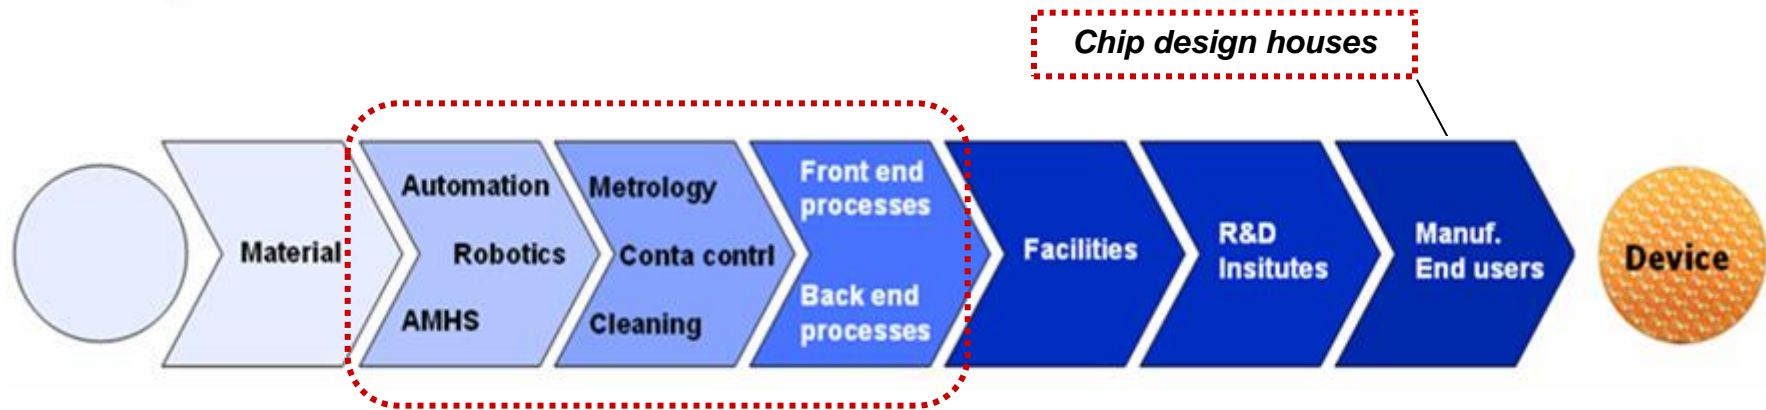 Chip design houses
Material
Automation
Robotics
AMHS
Metrology
Conta contrl
Cleaning
Front end
processes
Back end
processes
Facilities
R&D
Insitutes
Manuf.
End users
Device